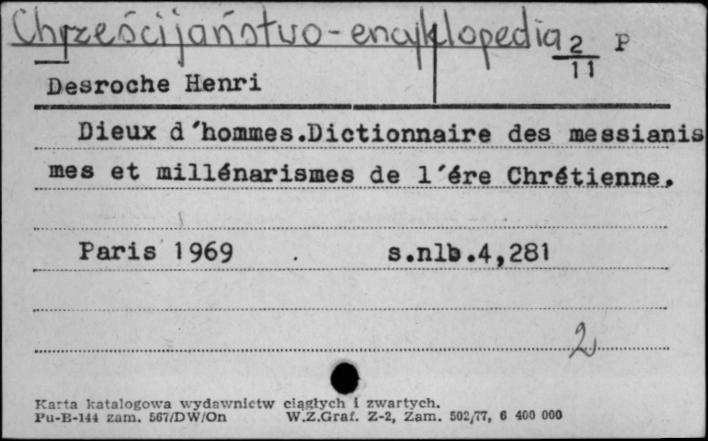 Chrześcijaństwo - encyklopedia 2/11 P
Desroche Henri
Dieux d'hommes.Dictionnaire des messianis
mes et millénarismes de l'ére Chrétienne.
Paris 1969 . s.nlb.4,281
2
Karta katalogowa wydawnictw ciągłych i zwartych.
Pu-B-144 zam. 567/DW/On W.Z.Graf. Z-2, Zam. 502/77, 6 400 000